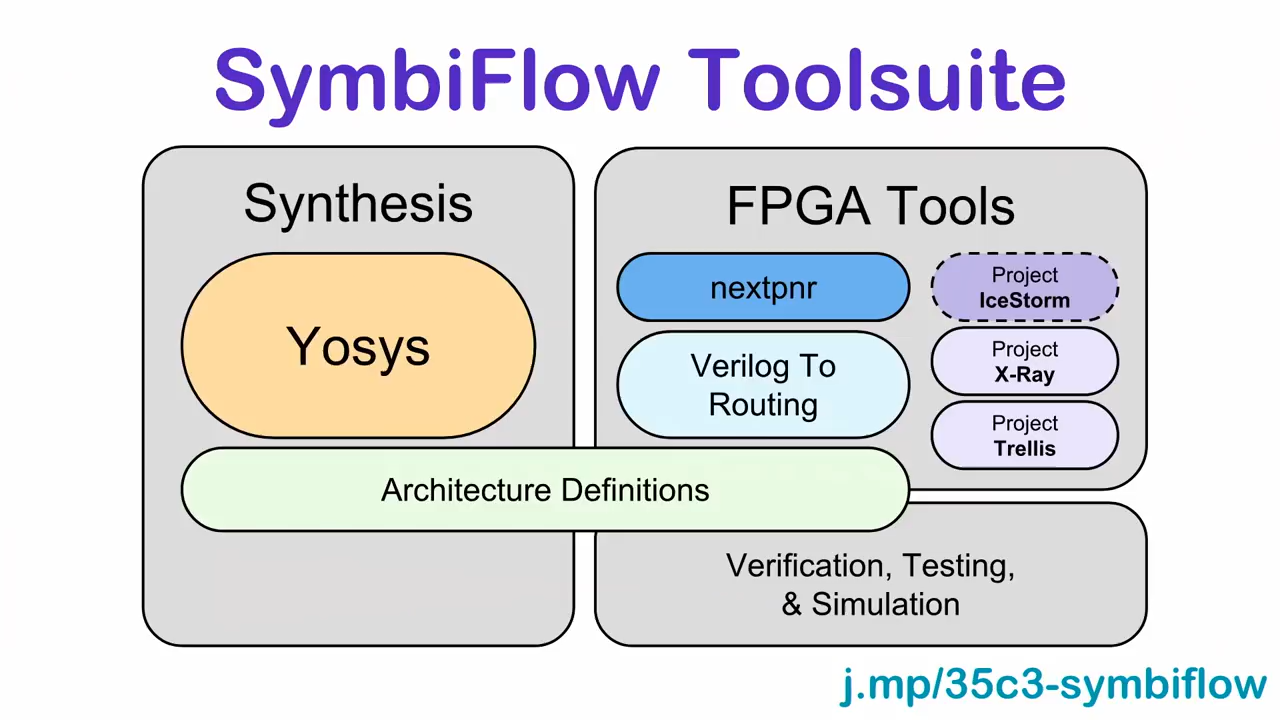 SymbiFlow Toolsuite
Synthesis
Yosys
FPGA Tools
nextpnr
Verilog To
Routing
Project
IceStorm
Project
X-Ray
Project
Trellis
Architecture Definitions
Verification, Testing,
& Simulation
j.mp/35c3-symbiflow